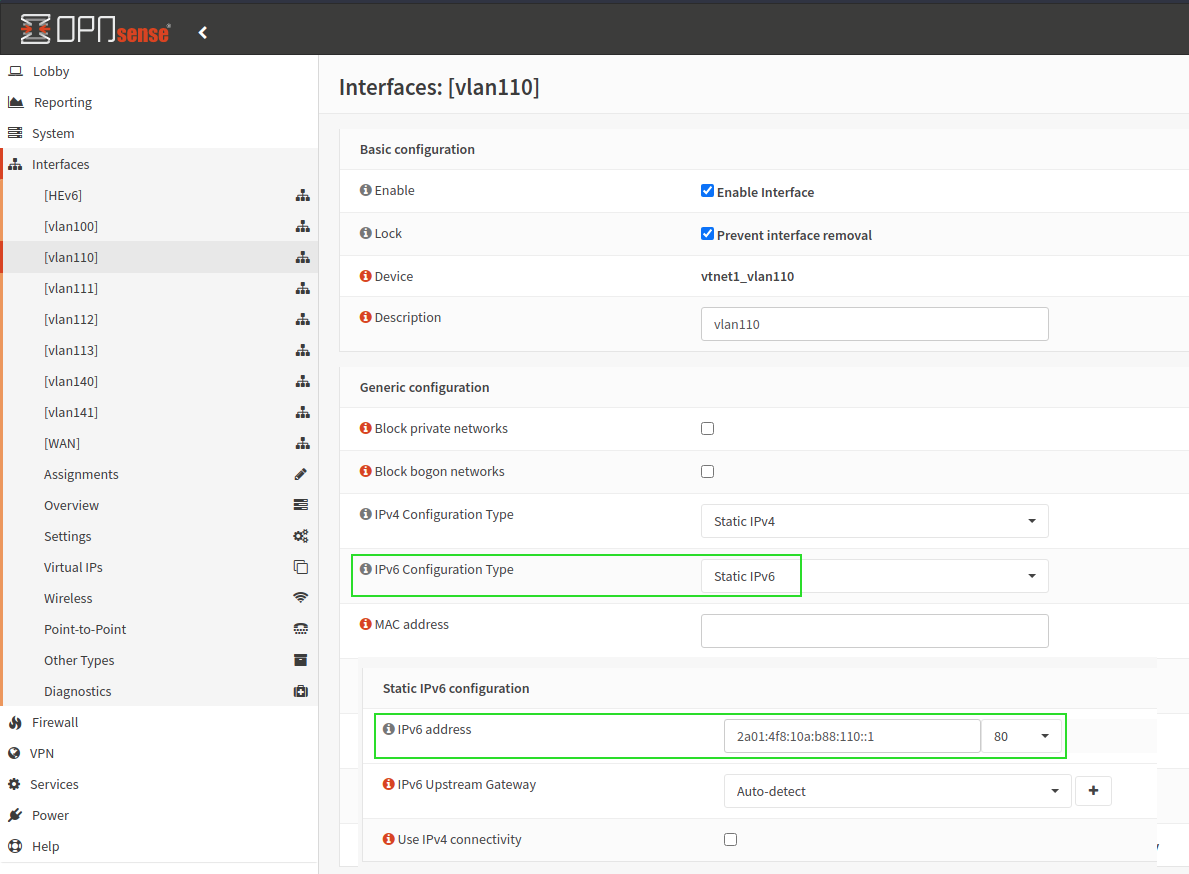 OPNsense
Lobby
Reporting
System
Interfaces
[HEv6]
[vlan100]
[vlan110]
[vlan111]
[vlan112]
[vlan113]
[vlan140]
[vlan141]
[WAN]
Assignments
Overview
Settings
Virtual IPs
Wireless
Point-to-Point
Other Types
Diagnostics
Firewall
VPN
Services
Power
Help
Interfaces: [vlan110]
Basic configuration
Enable Enable Interface
Lock Prevent interface removal
Device vtnet1_vlan110
Description vlan110
Generic configuration
Block private networks
Block bogon networks
IPv4 Configuration Type Static IPv4
IPv6 Configuration Type Static IPv6
MAC address
Static IPv6 configuration
IPv6 address 2a01:4f8:10a:b88:110::1 80
IPv6 Upstream Gateway Auto-detect +
Use IPv4 connectivity